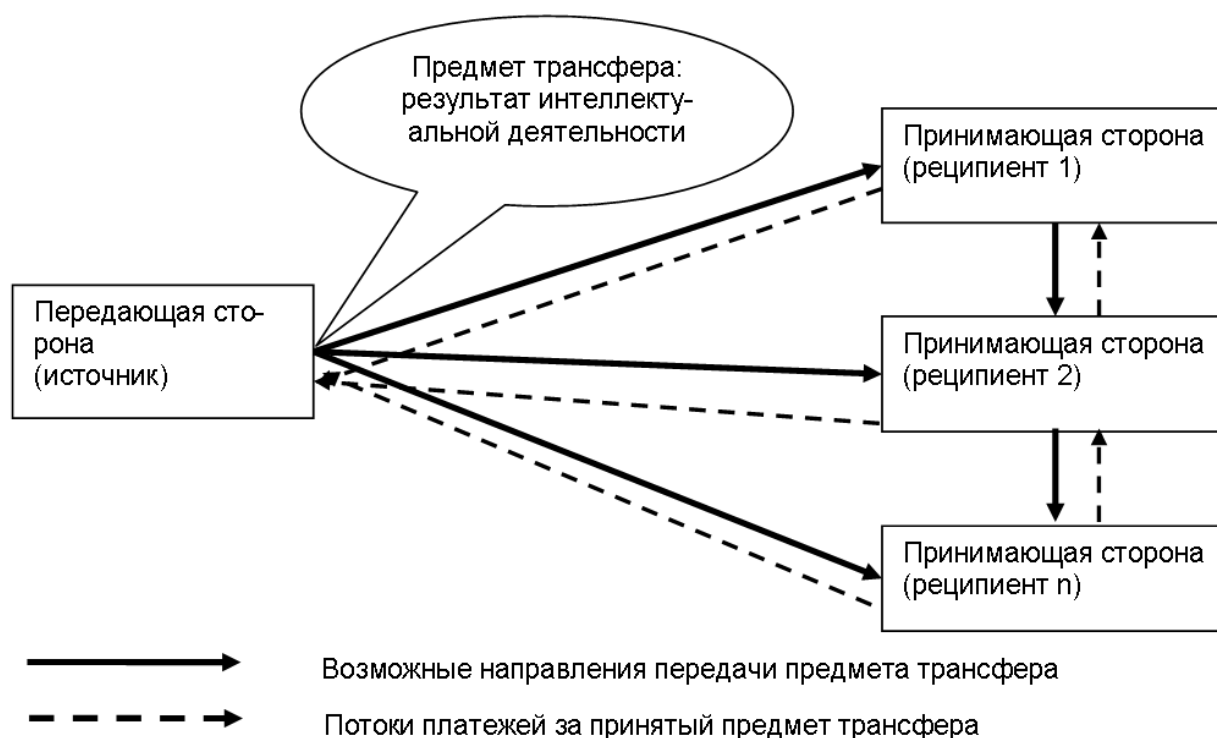 Предмет трансфера:
результат интеллекту-
альной деятельности
Принимающая сторона
(реципиент 1)
Передающая сто-
рона
(источник)
Принимающая сторона
(реципиент 2)
Принимающая сторона
(реципиент n)
Возможные направления передачи предмета трансфера
Потоки платежей за принятый предмет трансфера